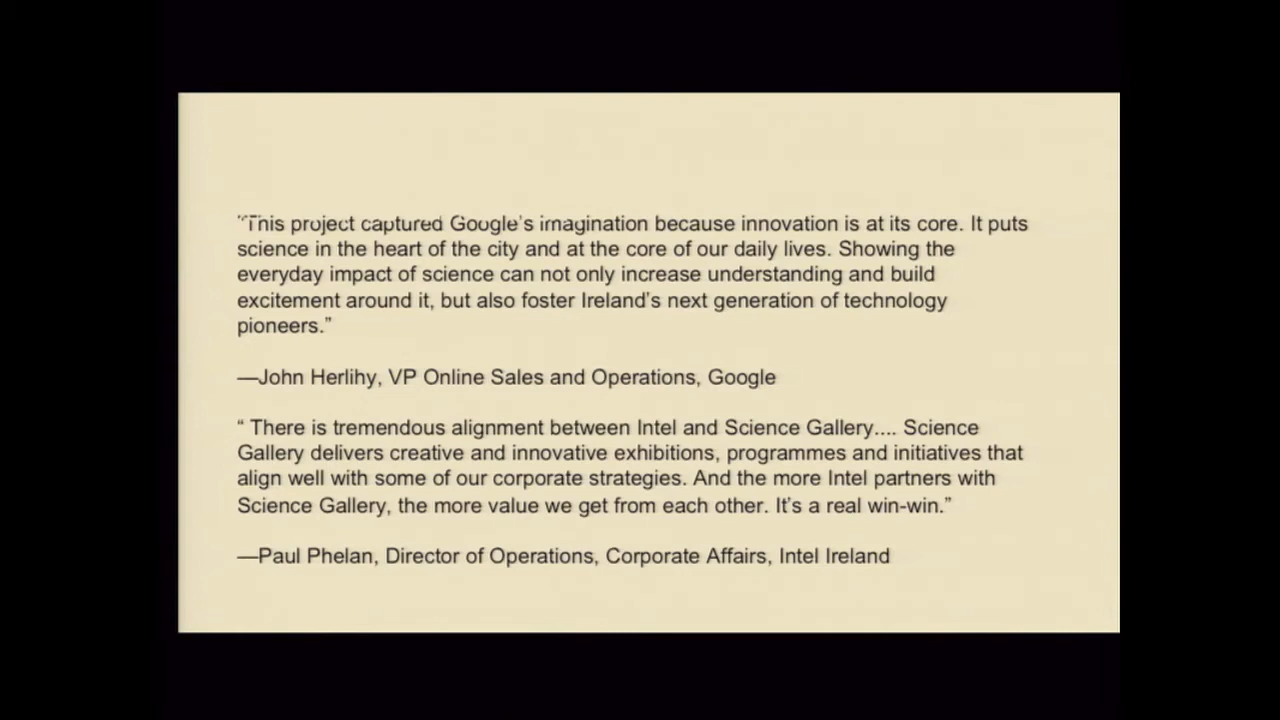 “This project captured Google’s imagination because innovation is at its core. It puts
science in the heart of the city and at the core of our daily lives. Showing the
everyday impact of science can not only increase understanding and build
excitement around it, but also foster Ireland’s next generation of technology
pioneers.”
—John Herlihy, VP Online Sales and Operations, Google
“ There is tremendous alignment between Intel and Science Gallery.... Science
Gallery delivers creative and innovative exhibitions, programmes and initiatives that
align well with some of our corporate strategies. And the more Intel partners with
Science Gallery, the more value we get from each other. It’s a real win-win.”
—Paul Phelan, Director of Operations, Corporate Affairs, Intel Ireland